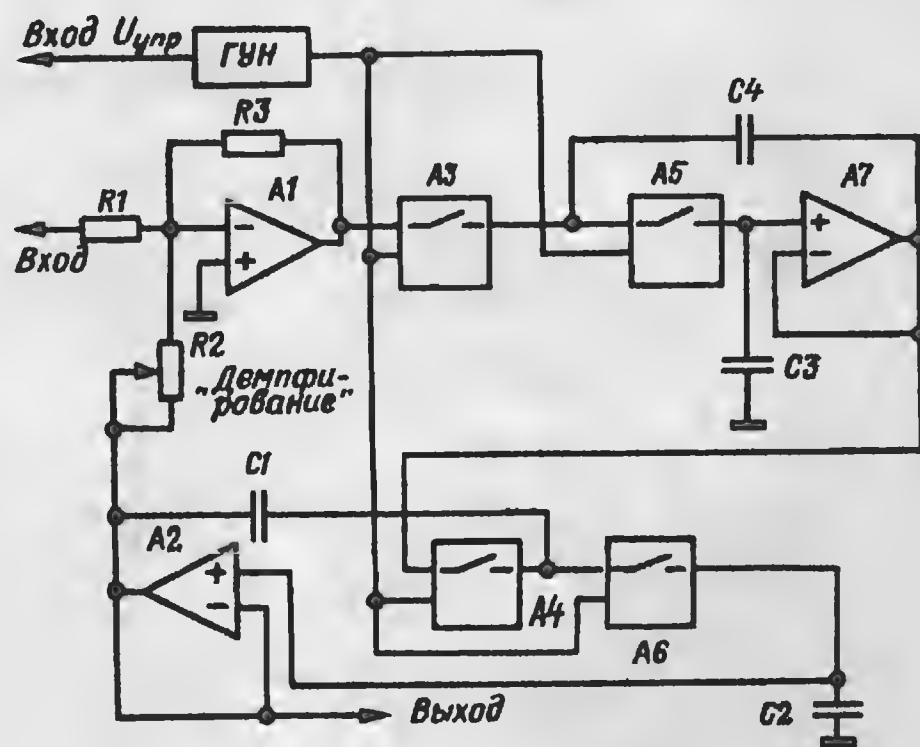 Вход Uупр
ГУН
C4
R3
A1
A3
A5
A7
R1
Вход
R2
"Демпфи-
рование"
C3
C1
A2
A4
A6
Выход
C2